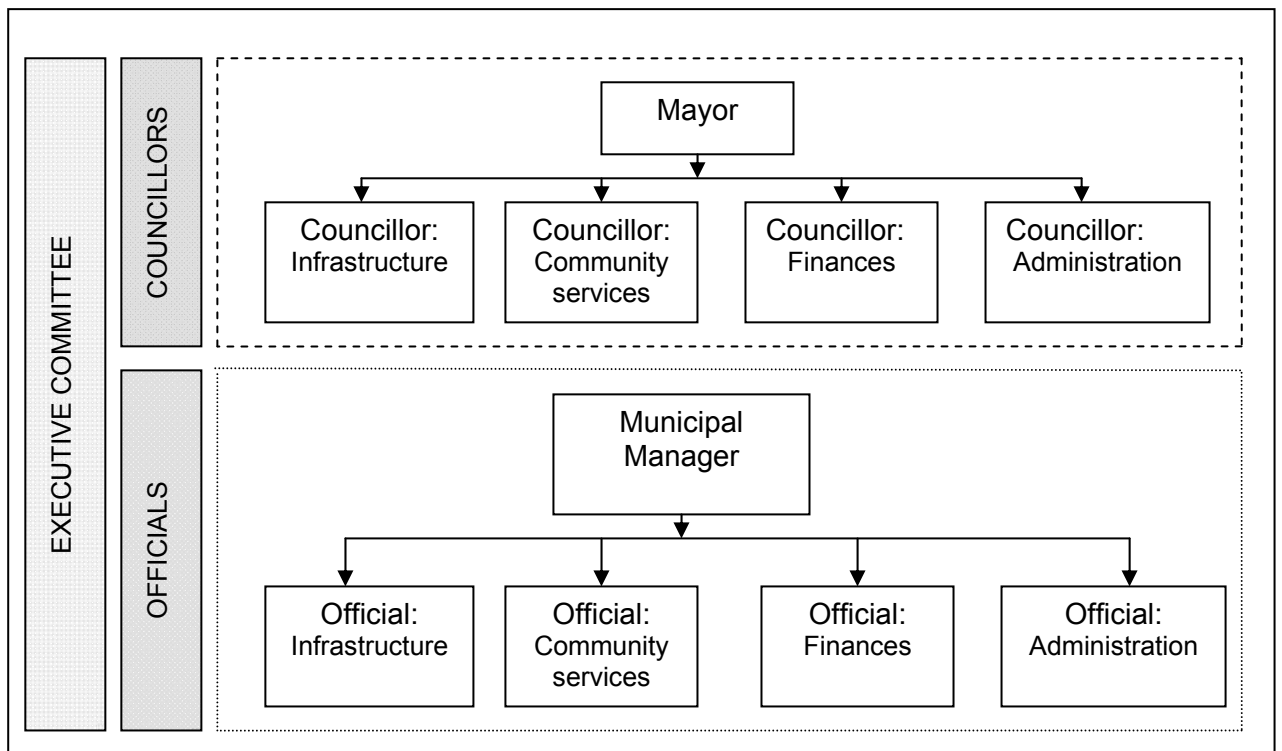 EXECUTIVE COMMITTEE
COUNCILLORS
Mayor
Councillor:
Infrastructure
Councillor:
Community
services
Councillor:
Finances
Councillor:
Administration
OFFICIALS
Municipal
Manager
Official:
Infrastructure
Official:
Community
services
Official:
Finances
Official:
Administration